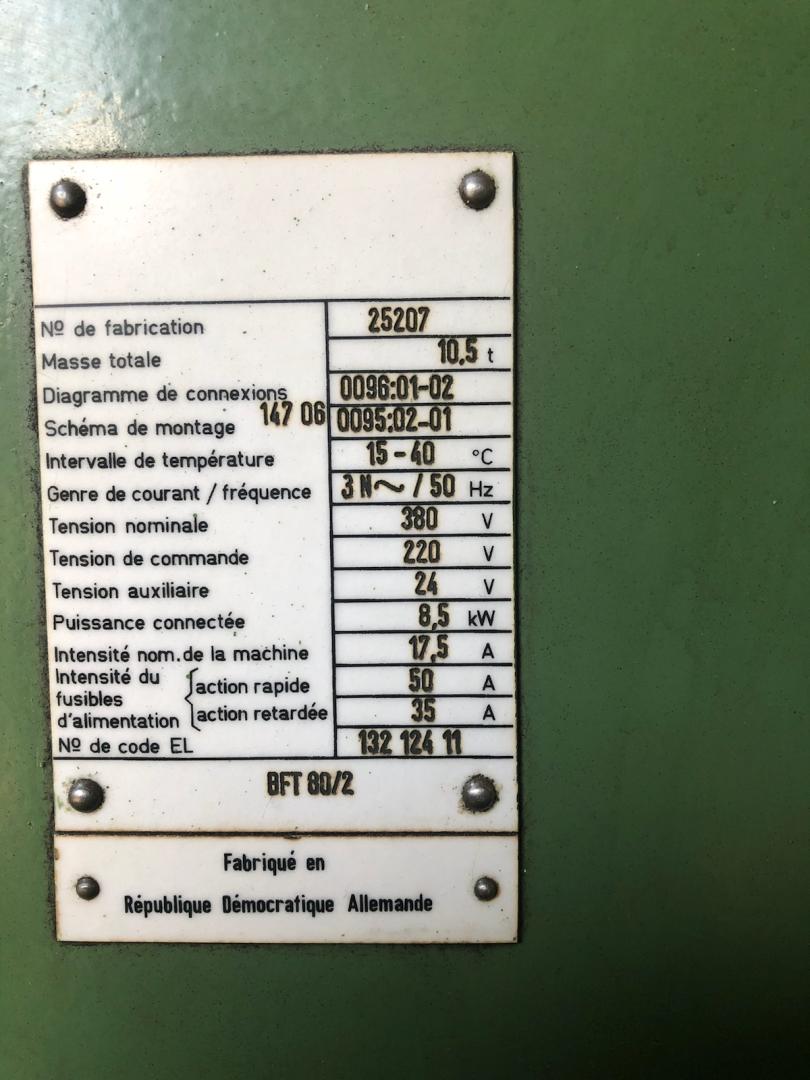 Nº de fabrication 25207
Masse totale 10,5 t
Diagramme de connexions 0096:01-02
Schéma de montage 147 06 0095:02-01
Intervalle de température 15-40 °C
Genre de courant / fréquence 3 N~ / 50 Hz
Tension nominale 380 V
Tension de commande 220 V
Tension auxiliaire 24 V
Puissance connectée 8,5 kW
Intensité nom.de la machine 17,5 A
Intensité du
fusibles
d'alimentation
action rapide 50 A
action retardée 35 A
Nº de code EL 132 124 11
BFT 80/2
Fabriqué en
République Démocratique Allemande